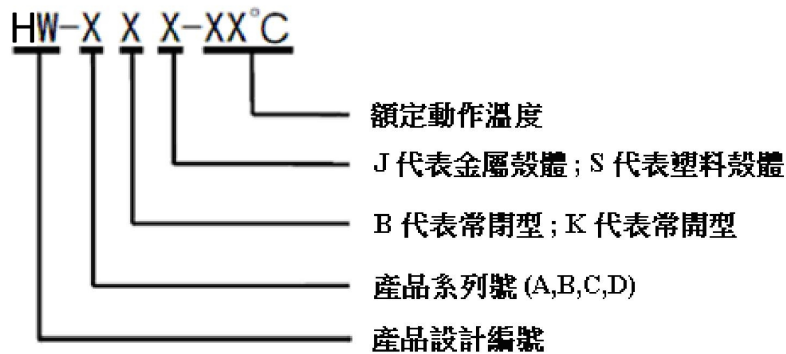 HW-X X X-XX°C
額定動作溫度
J 代表金屬殼體 ; S 代表塑料殼體
B 代表常閉型 ; K 代表常開型
產品系列號 (A,B,C,D)
產品設計編號